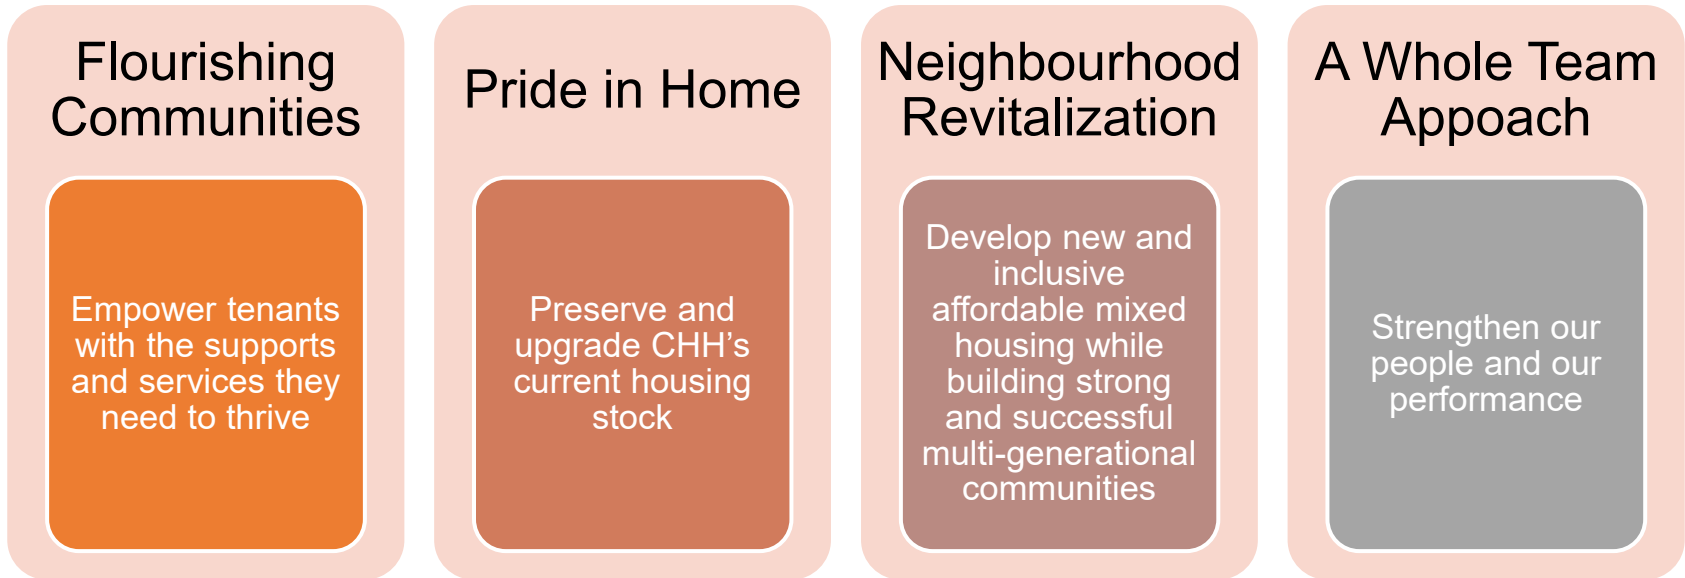 Flourishing
Communities
Empower tenants
with the supports
and services they
need to thrive
Pride in Home
Preserve and
upgrade CHH’s
current housing
stock
Neighbourhood
Revitalization
Develop new and
inclusive
affordable mixed
housing while
building strong
and successful
multi-generational
communities
A Whole Team
Appoach
Strengthen our
people and our
performance